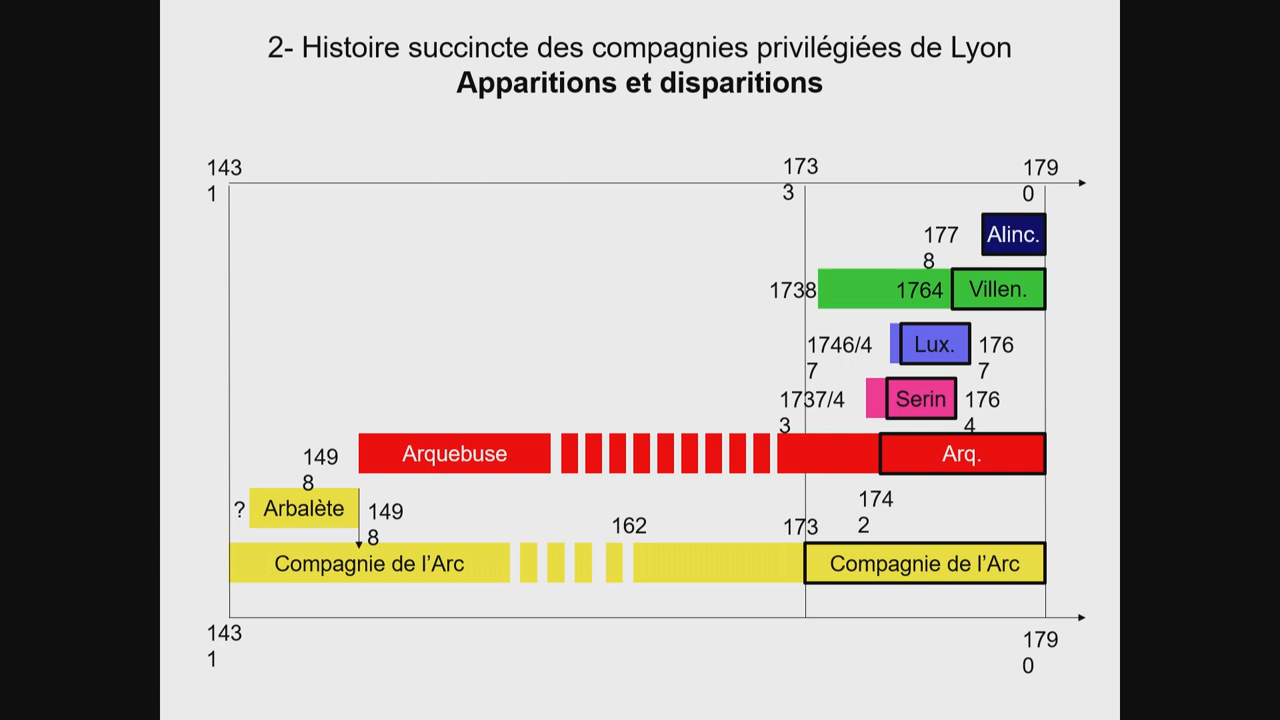 2- Histoire succincte des compagnies privilégiées de Lyon
Apparitions et disparitions
143
1
173
3
179
0
177
8
Alinc.
1738
1764
Villen.
1746/4
7
Lux.
176
7
1737/4
3
Serin
176
4
149
8
Arquebuse
Arq.
?
Arbalète
149
8
162
173
174
2
Compagnie de l’Arc
Compagnie de l’Arc
143
1
179
0